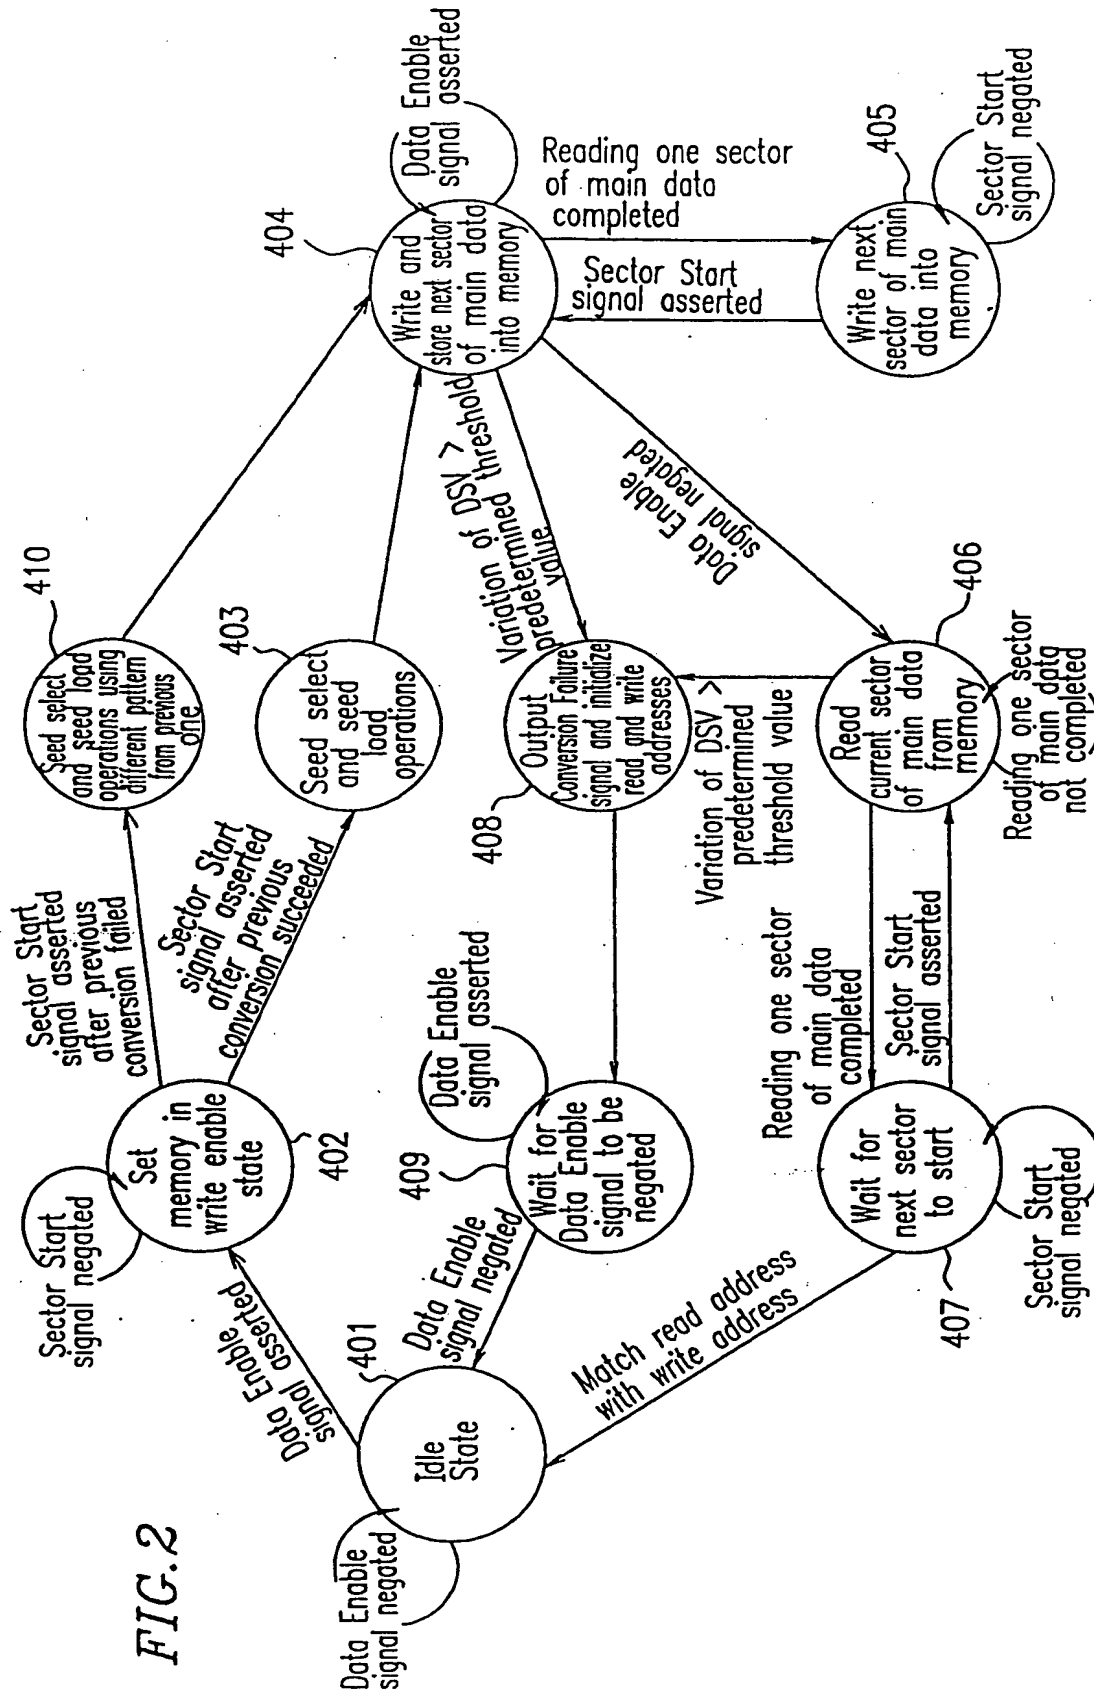 FIG.2
Data Enable
signal negated
Idle
State
401
Data Enable
signal asserted
Sector Start
signal negated
Set
memory in
write enable
state
402
Sector Start
signal asserted
after previous
conversion failed
Sector Start
signal asserted
after previous
conversion succeeded
Seed select
and seed load
operations using
different pattern
from previous
one
410
Seed select
and seed
load
operations
403
Write and
store next sector
of main data
into memory
404
Data Enable
signal asserted
Reading one sector
of main data
completed
Sector Start
signal asserted
Write next
sector of main
data into
memory
405
Sector Start
signal negated
Variation of DSV >
predetermined threshold
value
Data Enable
signal negated
Output
Conversion Failure
signal and initialize
read and write
addresses
408
Variation of DSV >
predetermined
threshold value
Read
current sector
of main data
from
memory
406
Reading one sector
of main data
not completed
Reading one sector
of main data
completed
Sector Start
signal asserted
Wait for
next sector
to start
407
Sector Start
signal negated
Match read address
with write address
Wait for
Data Enable
signal to be
negated
409
Data Enable
signal asserted
Data Enable
signal negated